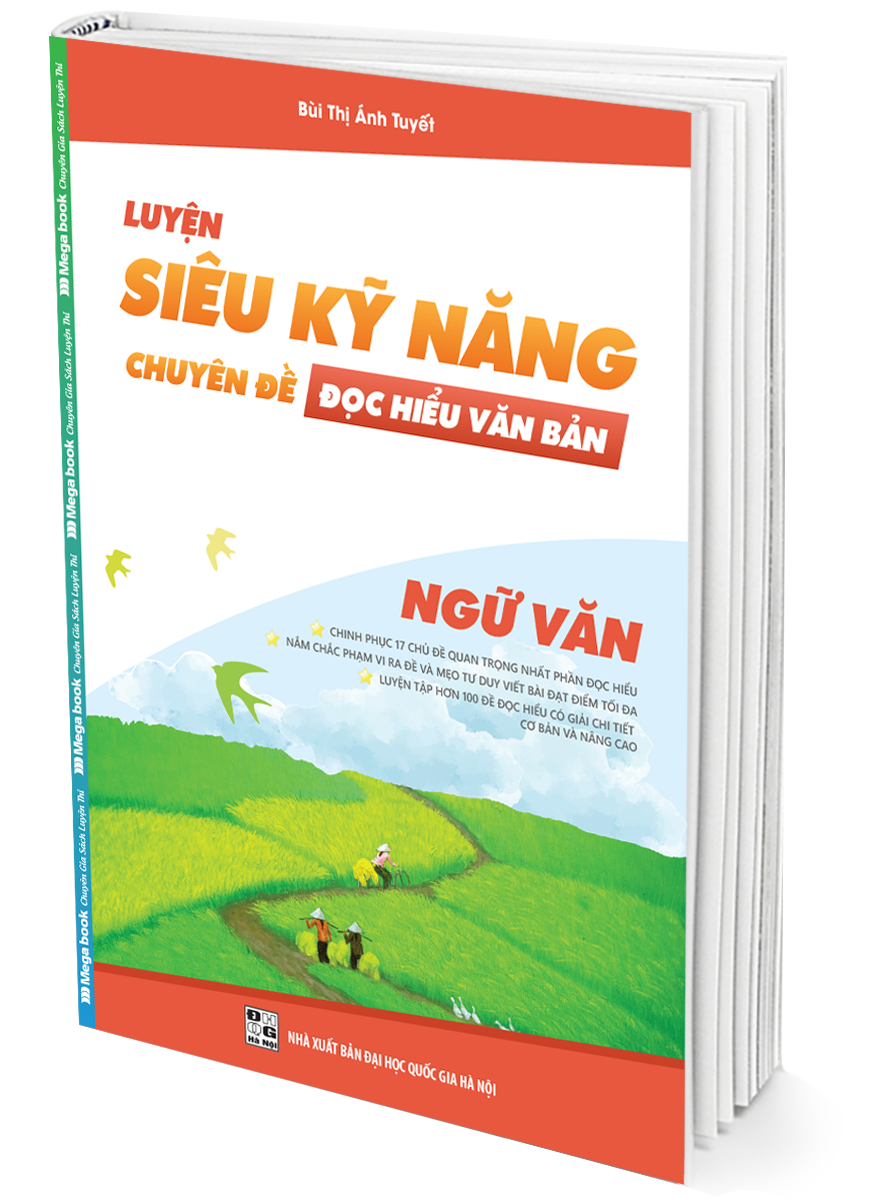 Bùi Thị Ánh Tuyết
LUYỆN
SIÊU KỸ NĂNG
CHUYÊN ĐỀ ĐỌC HIỂU VĂN BẢN
NGỮ VĂN
CHINH PHỤC 17 CHỦ ĐỀ QUAN TRỌNG NHẤT PHẦN ĐỌC HIỂU
NẮM CHẮC PHẠM VI RA ĐỀ VÀ MẸO TƯ DUY VIẾT BÀI ĐẠT ĐIỂM TỐI ĐA
LUYỆN TẬP HƠN 100 ĐỀ ĐỌC HIỂU CÓ GIẢI CHI TIẾT
CƠ BẢN VÀ NÂNG CAO
ĐHQG
Hà Nội
NHÀ XUẤT BẢN ĐẠI HỌC QUỐC GIA HÀ NỘI
Mega book Chuyên Gia Sách Luyện Thi
Mega book Chuyên Gia Sách Luyện Thi
Mega book Chuyên Gia Sách Luyện Thi
Mega book Chuyên Gia Sách Luyện Thi